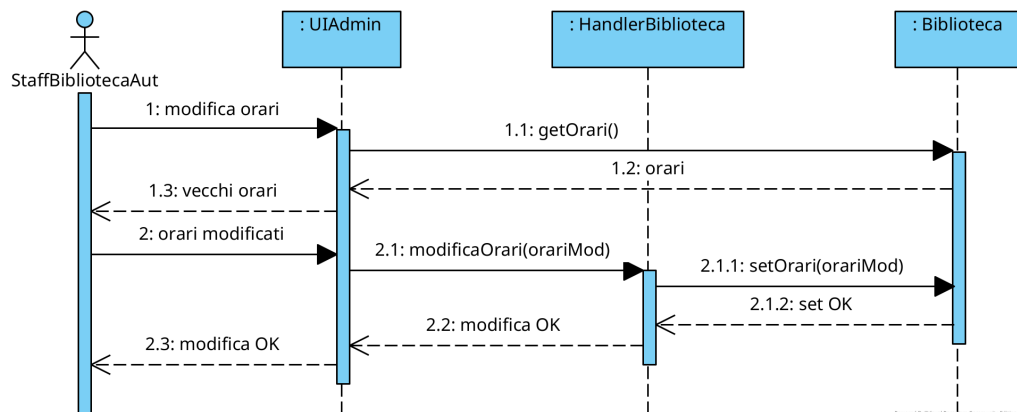 : UIAdmin
: HandlerBiblioteca
: Biblioteca
StaffBibliotecaAut
1: modifica orari
1.1: getOrari()
1.2: orari
1.3: vecchi orari
2: orari modificati
2.1: modificaOrari(orariMod)
2.1.1: setOrari(orariMod)
2.1.2: set OK
2.2: modifica OK
2.3: modifica OK